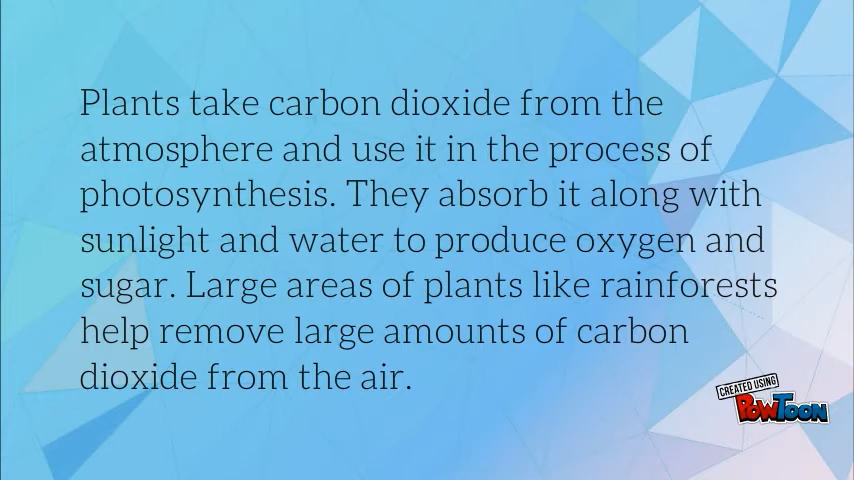 Plants take carbon dioxide from the
atmosphere and use it in the process of
photosynthesis. They absorb it along with
sunlight and water to produce oxygen and
sugar. Large areas of plants like rainforests
help remove large amounts of carbon
dioxide from the air.
CREATED USING
POWTOON